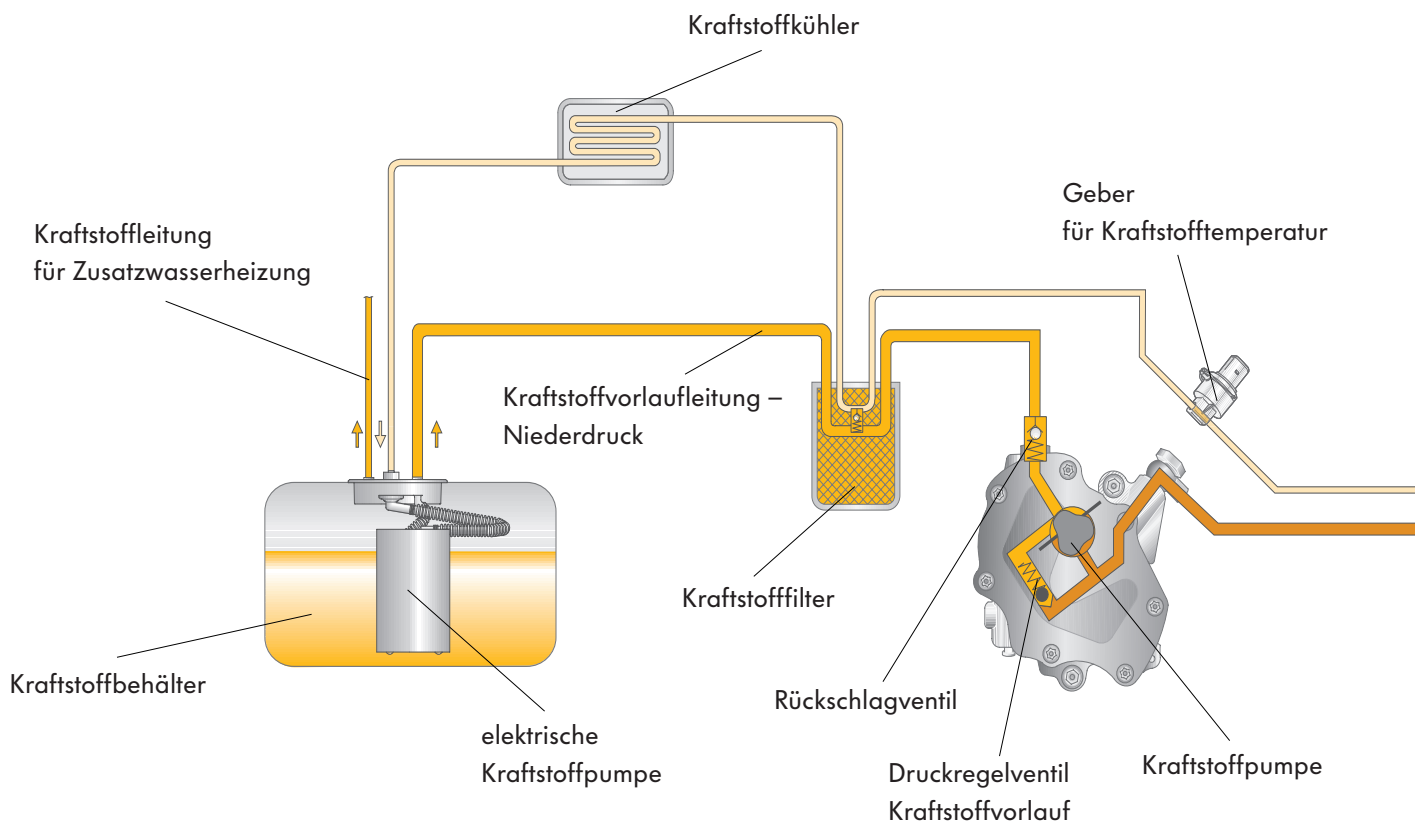 Kraftstoffkühler
Geber
für Kraftstofftemperatur
Kraftstoffleitung
für Zusatzwasserheizung
Kraftstoffvorlaufleitung –
Niederdruck
Kraftstofffilter
Kraftstoffbehälter
Rückschlagventil
elektrische
Kraftstoffpumpe
Druckregelventil
Kraftstoffvorlauf
Kraftstoffpumpe